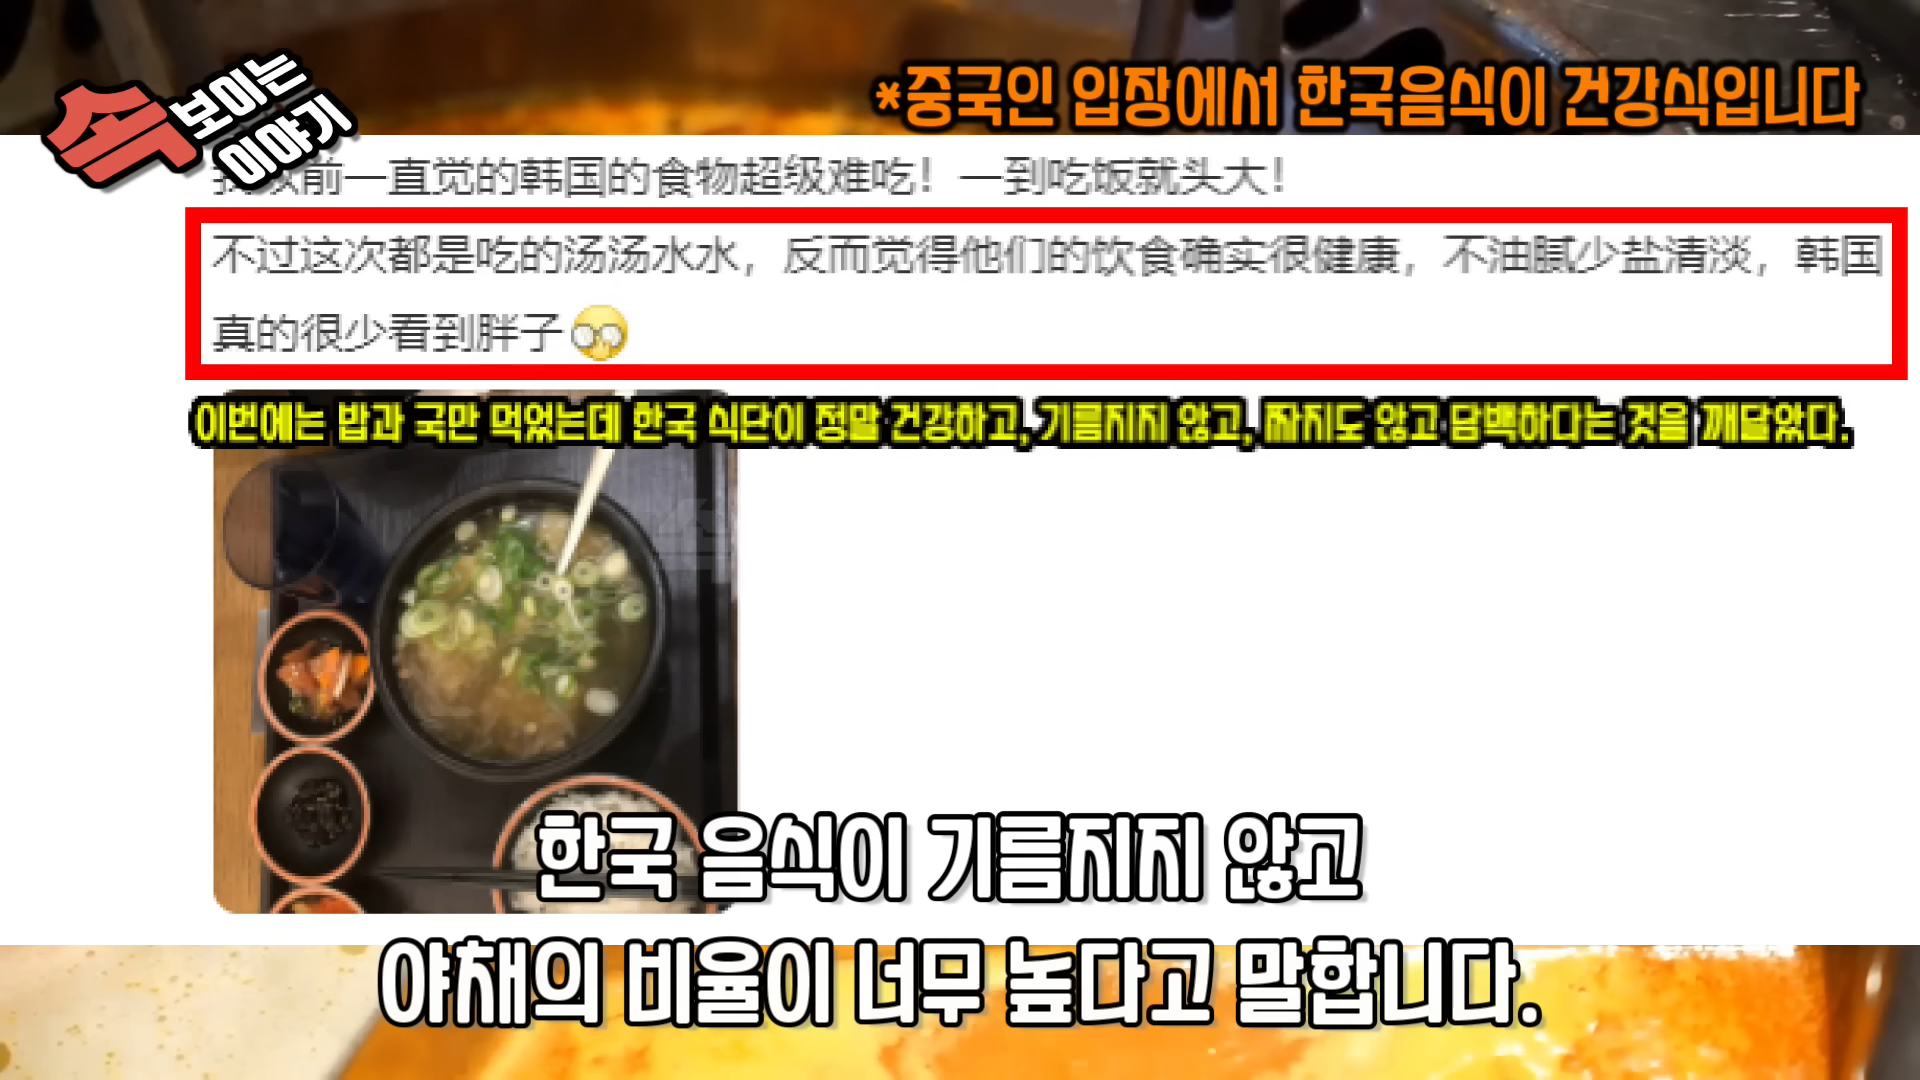 속보이는
이야기
*중국인 입장에서 한국음식이 건강식입니다
前一直觉的韩国的食物超级难吃！一到吃饭就头大！
不过这次都是吃的汤汤水水，反而觉得他们的饮食确实很健康，不油腻少盐清淡，韩国
真的很少看到胖子
이번에는 밥과 국만 먹었는데 한국 식단이 정말 건강하고, 기름지지 않고, 짜지도 않고 담백하다는 것을 깨달았다.
한국 음식이 기름지지 않고
야채의 비율이 너무 높다고 말합니다.